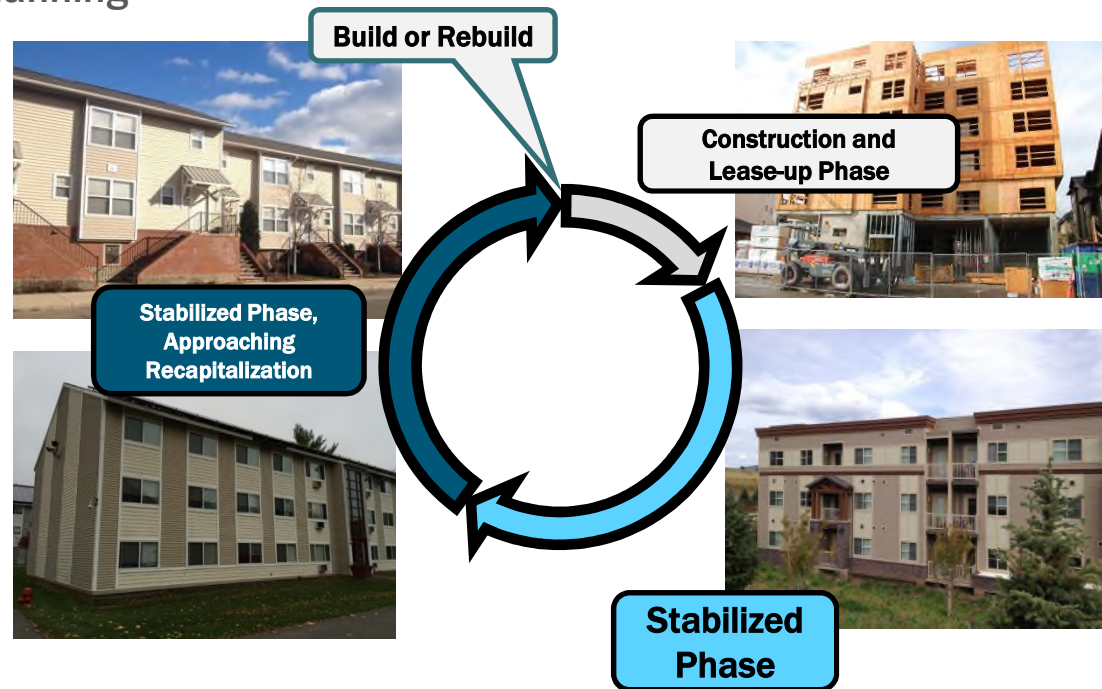 Build or Rebuild
Construction and
Lease-up Phase
Stabilized Phase,
Approaching
Recapitalization
Stabilized
Phase